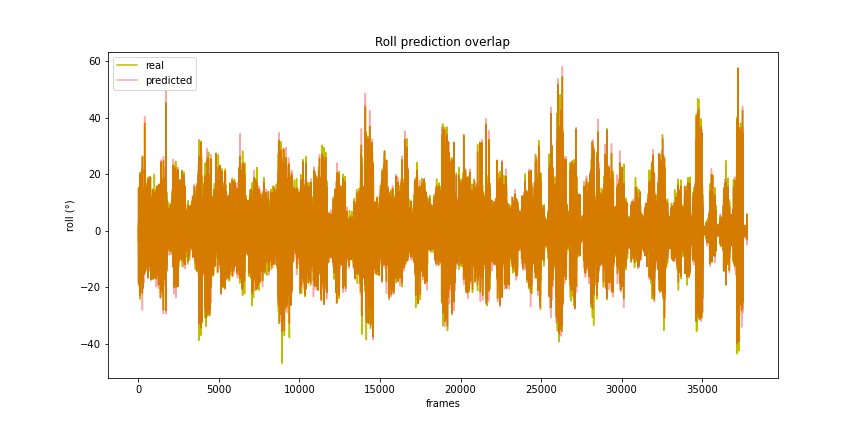 Roll prediction overlap
real
predicted
60
40
20
0
−20
−40
roll (°)
0 5000 10000 15000 20000 25000 30000 35000
frames